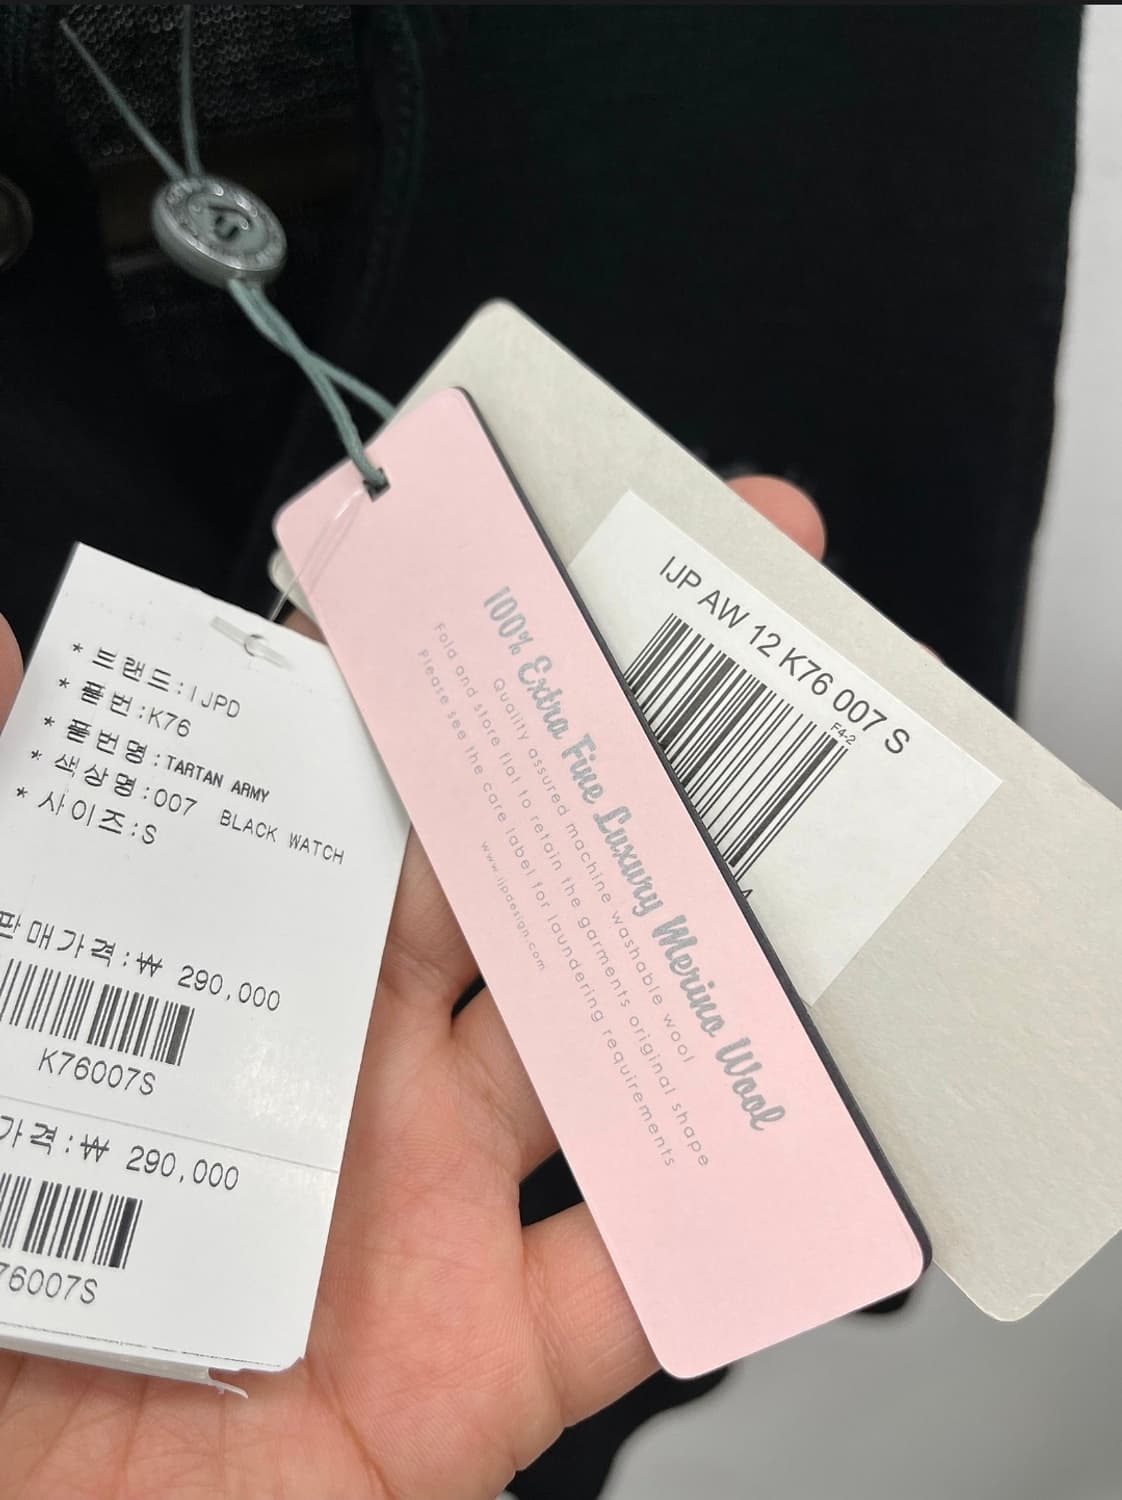 * 브랜드:IJPD
* 품번:K76
* 품번명:TARTAN ARMY
* 색상명:007 BLACK WATCH
* 사이즈:S
판매가격:₩ 290,000
K76007S
가격:₩ 290,000
76007S
100% Extra Fine Luxury Merino Wool
Quality assured machine washable wool
Fold and store flat to retain the garments original shape
Please see the care label for laundering requirements
www.ijpdesign.com
IJP AW 12 K76 007 S
F4-2